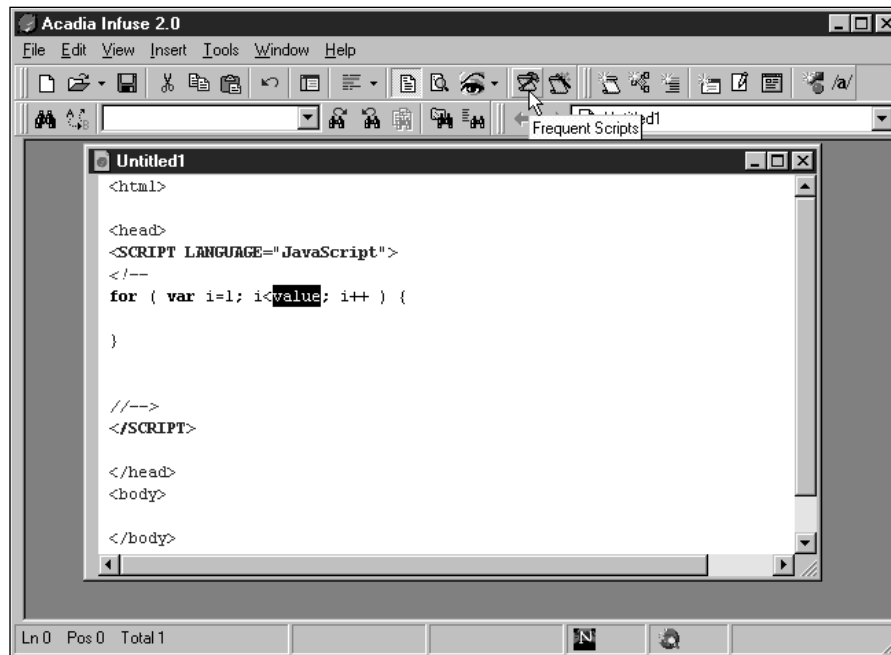 Acadia Infuse 2.0
File Edit View Insert Tools Window Help
/a/
Frequent Scripts
Untitled1
<html>
<head>
<SCRIPT LANGUAGE="JavaScript">
<!--
for ( var i=1; i<value; i++ ) {
}
//-->
</SCRIPT>
</head>
<body>
</body>
Ln 0 Pos 0 Total 1
N